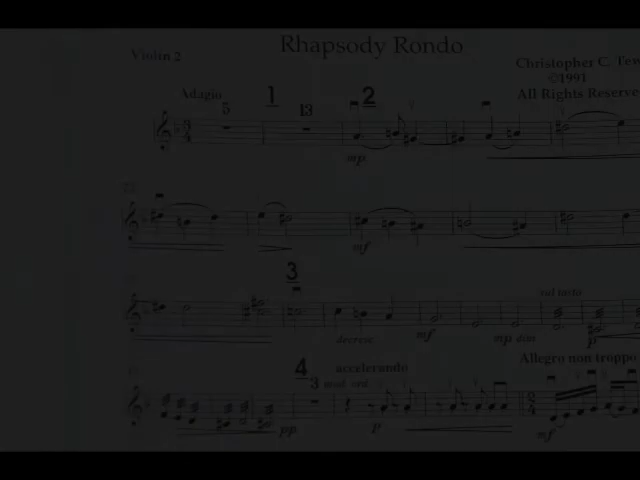 Rhapsody Rondo
Violin 2
Christopher C. Tew
©1991
All Rights Reserve
Adagio
5
1
13
2
mp
mf
3
sul tasto
decresc
mf
mp dim
p
4
accelerando
Allegro non troppo
3
pp
p
mf